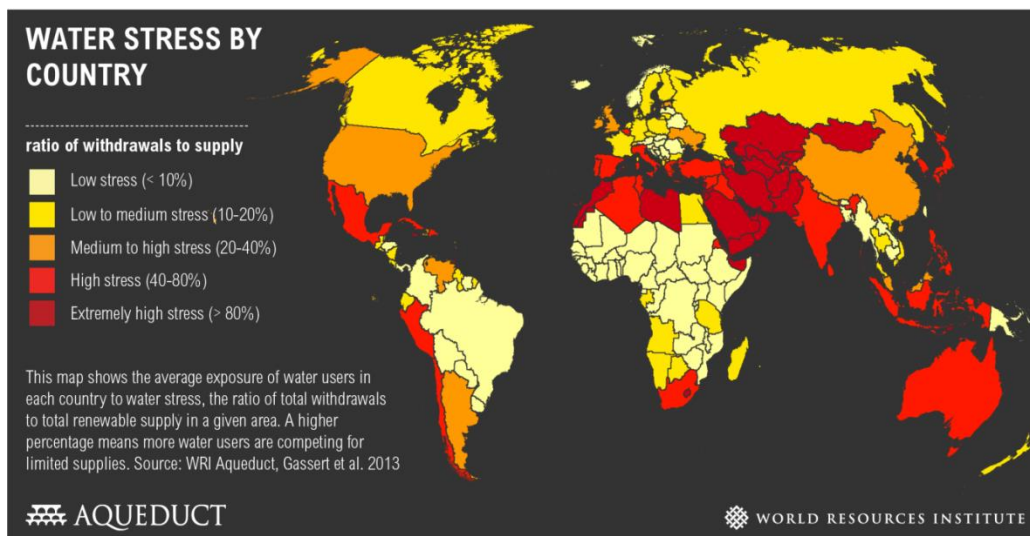 WATER STRESS BY
COUNTRY
ratio of withdrawals to supply
Low stress (< 10%)
Low to medium stress (10-20%)
Medium to high stress (20-40%)
High stress (40-80%)
Extremely high stress (> 80%)
This map shows the average exposure of water users in
each country to water stress, the ratio of total withdrawals
to total renewable supply in a given area. A higher
percentage means more water users are competing for
limited supplies. Source: WRI Aqueduct, Gassert et al. 2013
AQUEDUCT
WORLD RESOURCES INSTITUTE